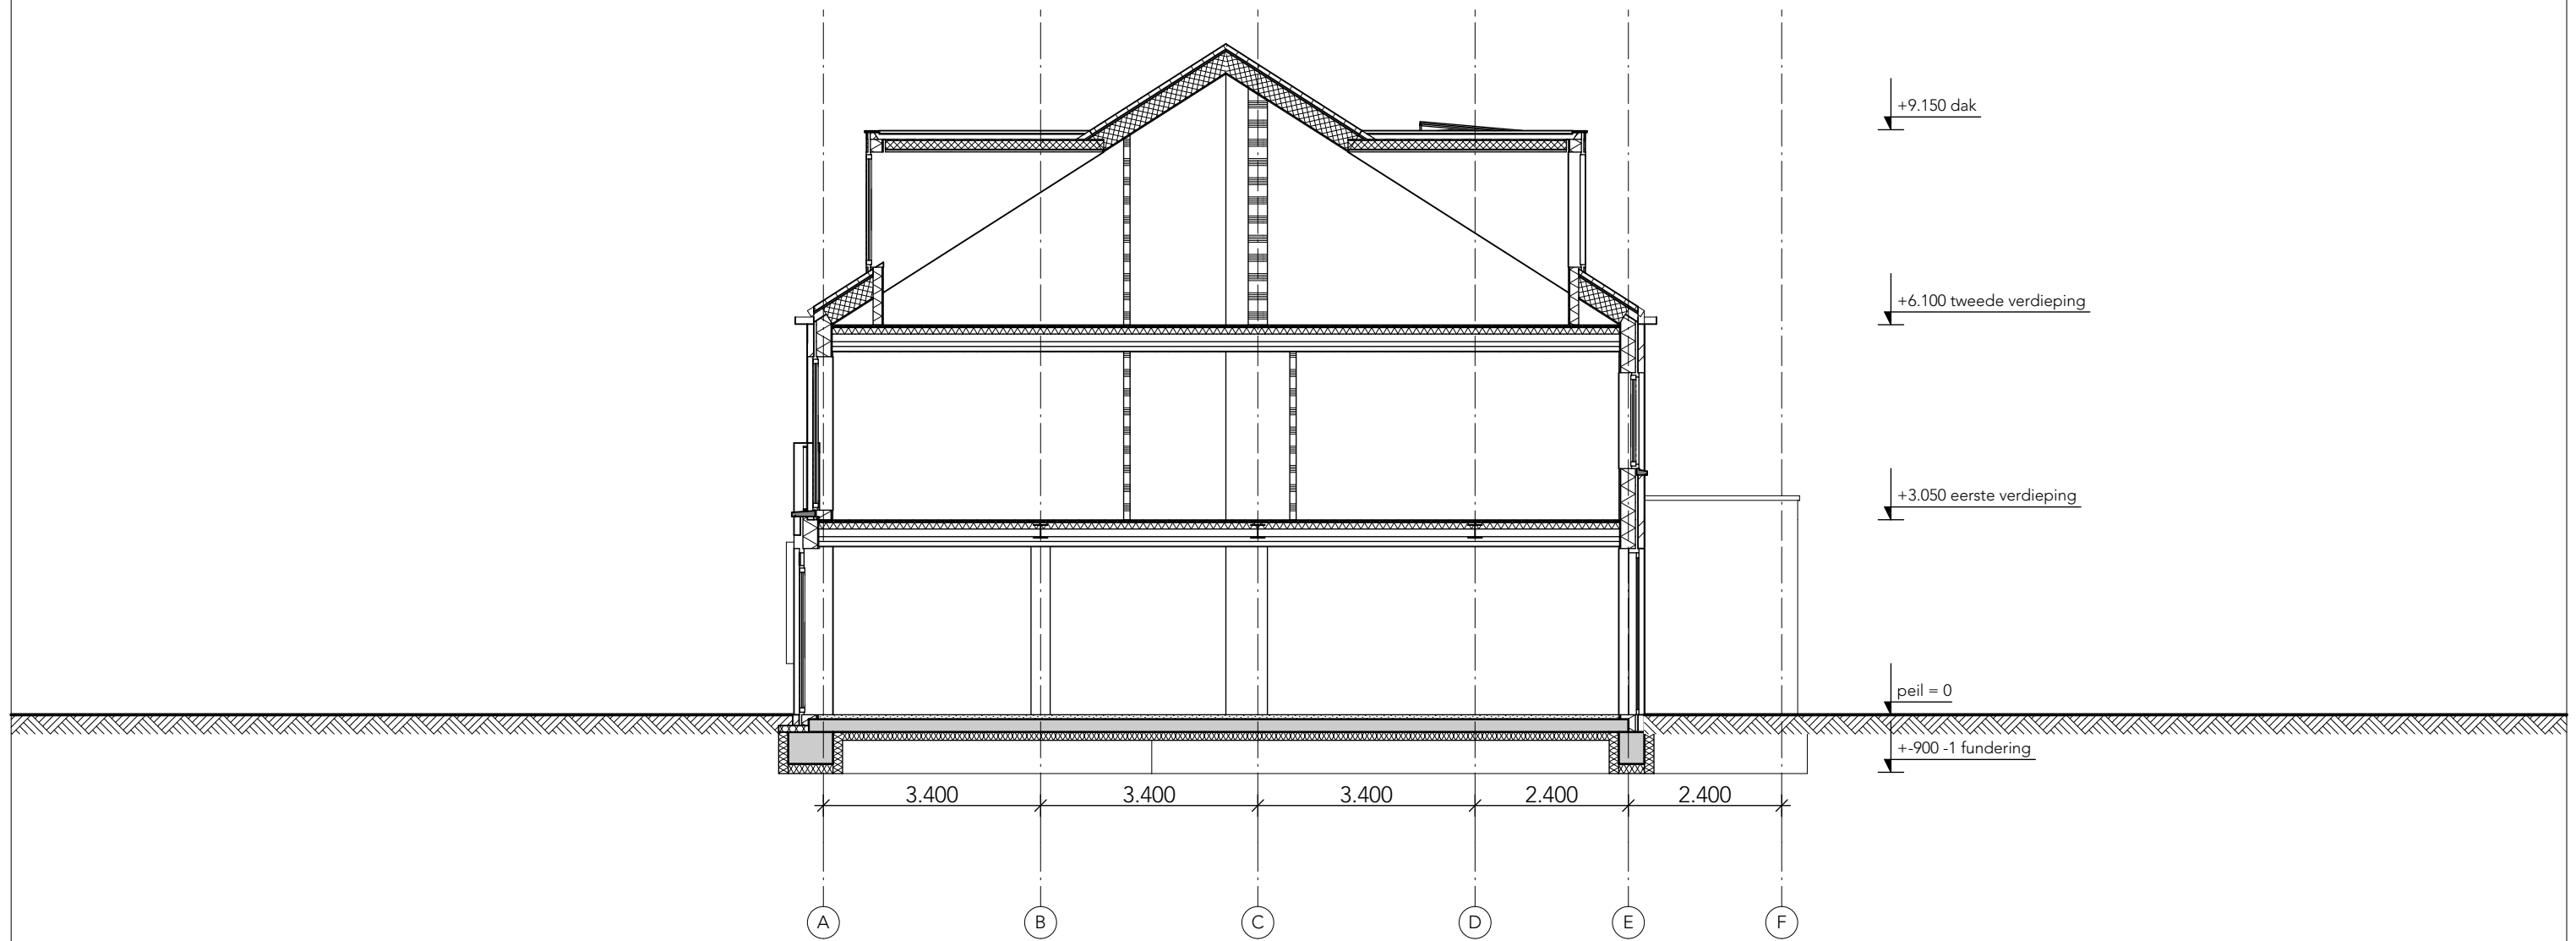 +9.150 dak
+6.100 tweede verdieping
+3.050 eerste verdieping
peil = 0
+-900 -1 fundering
3.400 3.400 3.400 2.400 2.400
A B C D E F